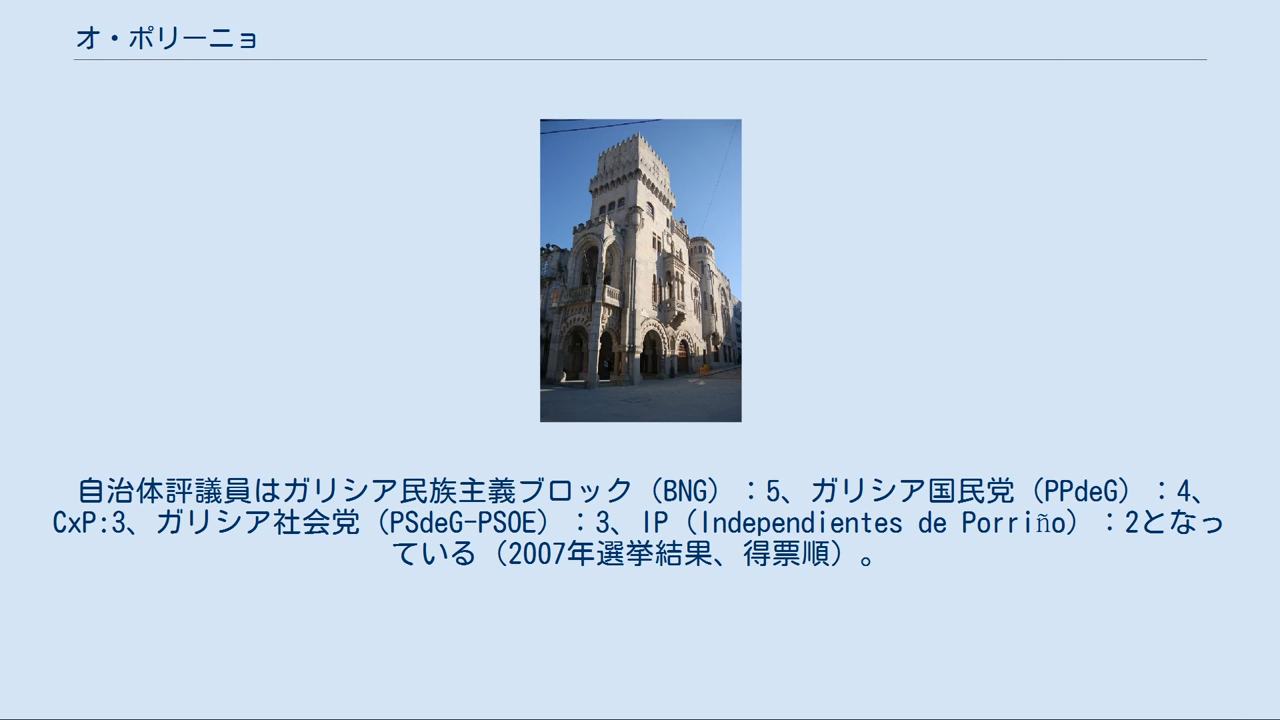 オ・ポリーニョ
自治体評議員はガリシア民族主義ブロック（BNG）：5、ガリシア国民党（PPdeG）：4、
CxP:3、ガリシア社会党（PSdeG-PSOE）：3、IP（Independientes de Porriño）：2となっ
ている（2007年選挙結果、得票順）。